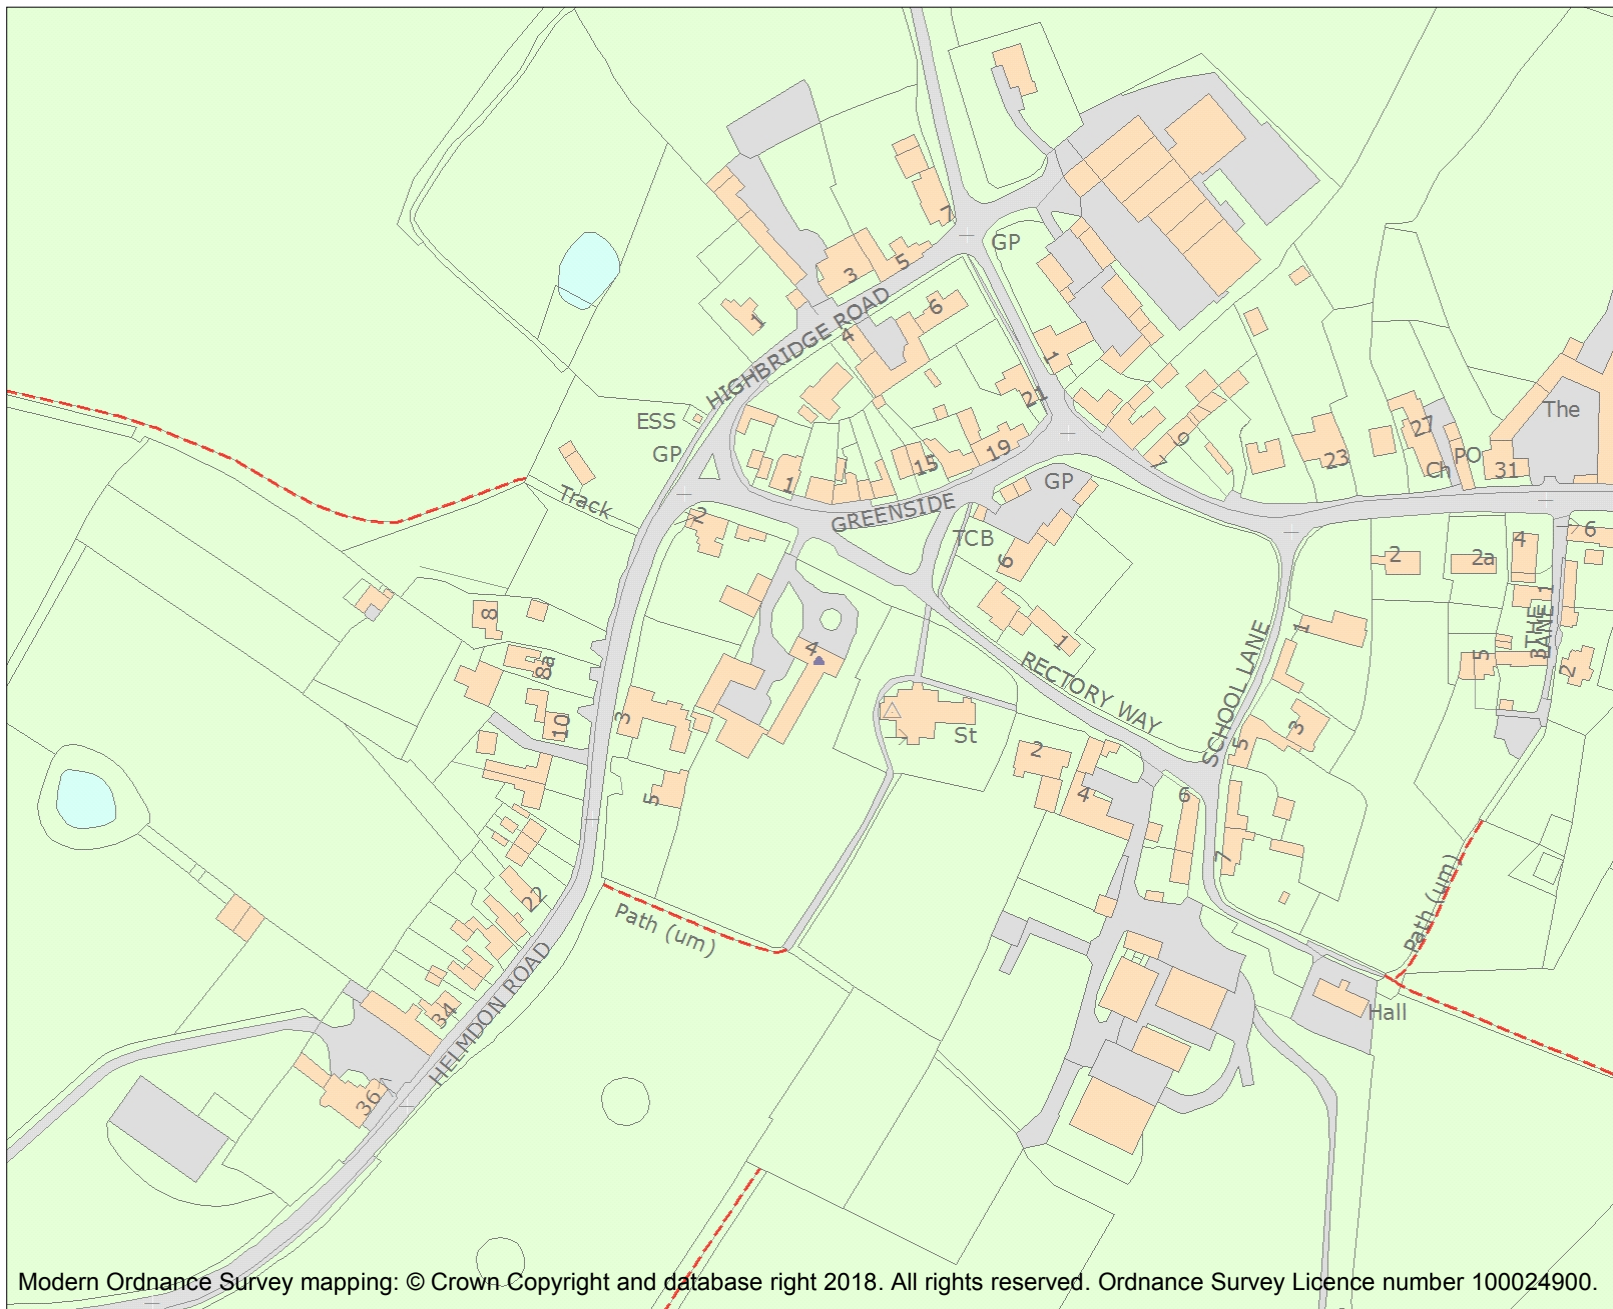 7
GP
5
3
1
HIGHBRIDGE ROAD
6
4
1
21
ESS
GP
27
The
9
7
23
Ch
PO
31
19
15
1
GP
GREENSIDE
Track
2
TCB
6
2
2a
4
6
8
1
1
THE
LANE 1
8a
4
RECTORY WAY
SCHOOL LANE
5
2
10
3
St
5
3
2
4
6
5
7
22
Path (um)
Path (um)
HELMDON ROAD
34
Hall
36
Modern Ordnance Survey mapping: © Crown Copyright and database right 2018. All rights reserved. Ordnance Survey Licence number 100024900.